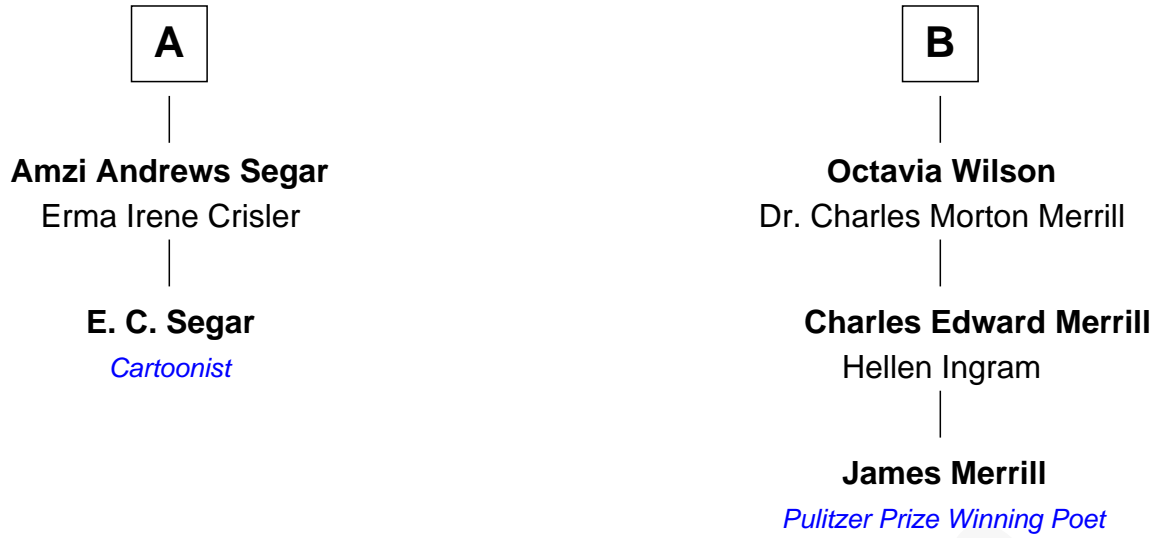 A
Amzi Andrews Segar
Erma Irene Crisler
E. C. Segar
Cartoonist
B
Octavia Wilson
Dr. Charles Morton Merrill
Charles Edward Merrill
Hellen Ingram
James Merrill
Pulitzer Prize Winning Poet